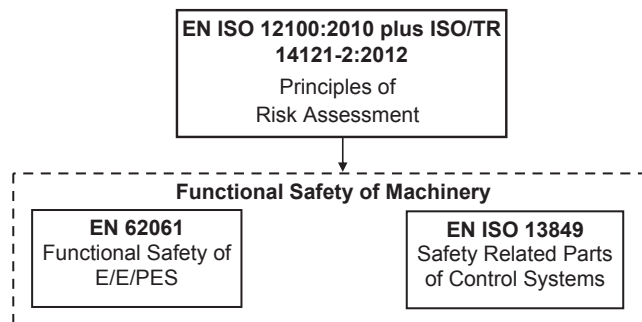 EN ISO 12100:2010 plus ISO/TR
14121-2:2012
Principles of
Risk Assessment
Functional Safety of Machinery
EN 62061
Functional Safety of
E/E/PES
EN ISO 13849
Safety Related Parts
of Control Systems